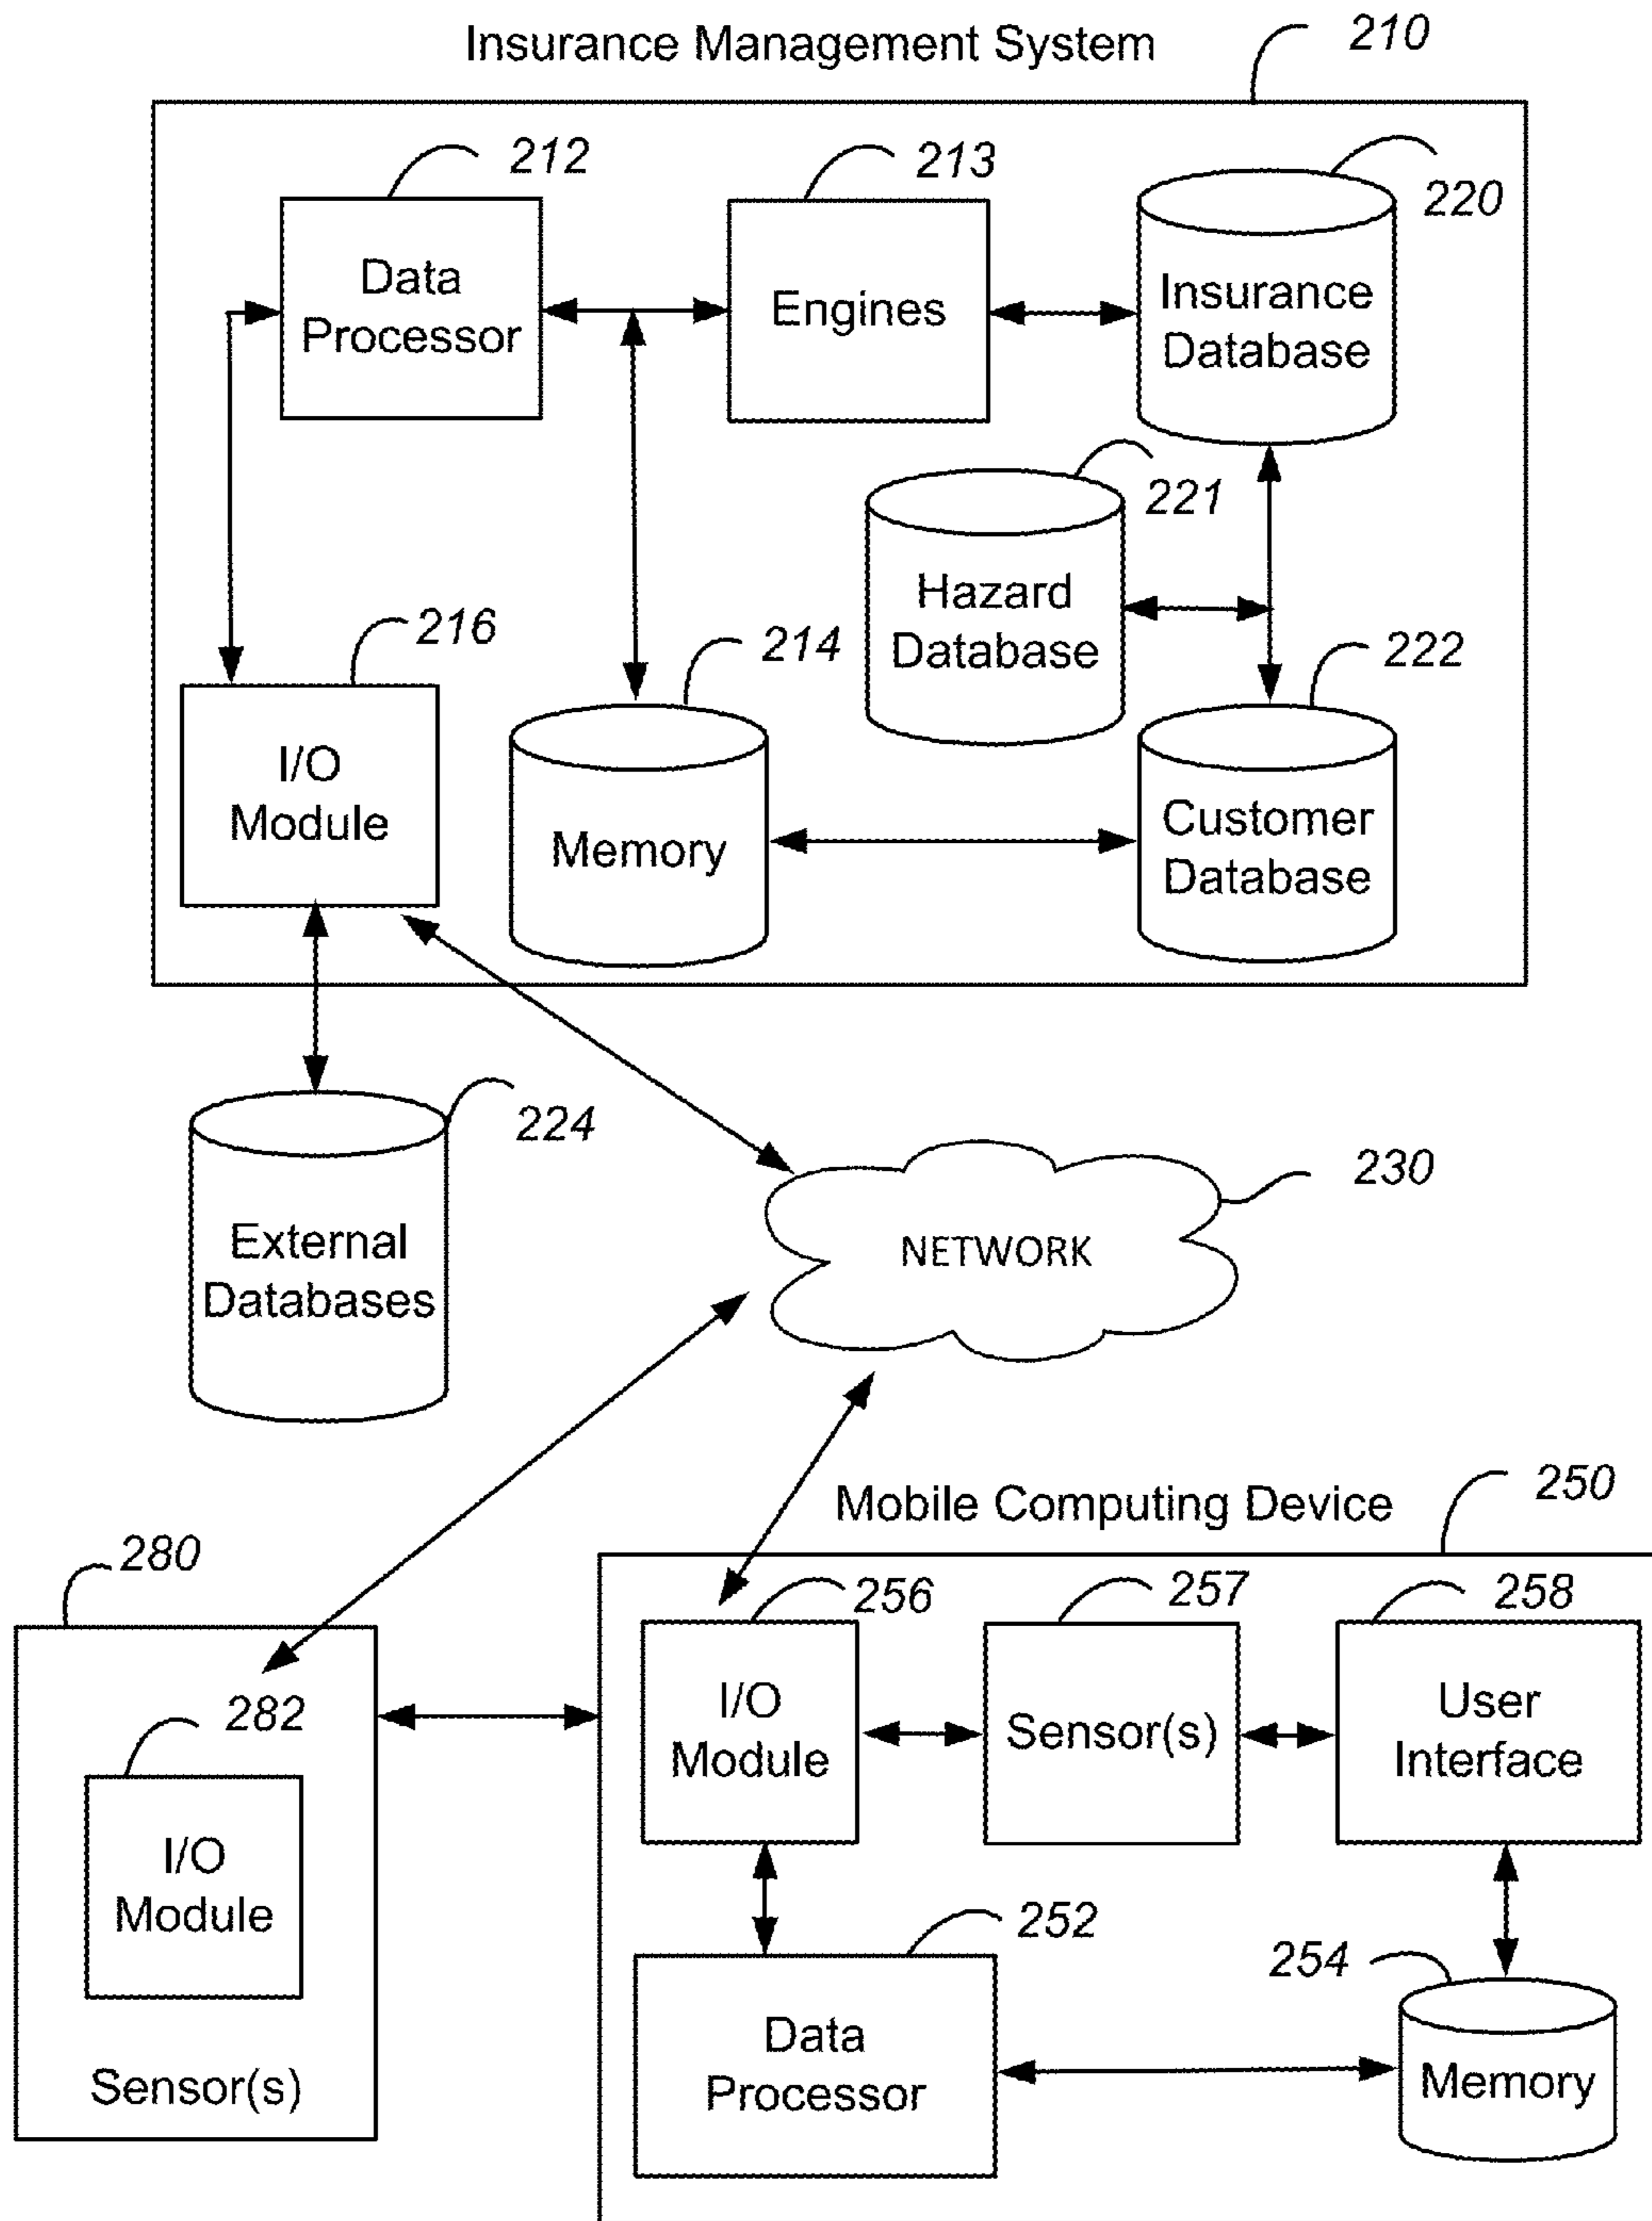 Insurance Management System
210
212
213
220
Data
Processor
Engines
Insurance
Database
221
Hazard
Database
216
214
222
I/O
Module
Memory
Customer
Database
224
External
Databases
230
NETWORK
Mobile Computing Device
250
280
256
257
258
282
I/O
Module
Sensor(s)
User
Interface
I/O
Module
252
254
Data
Processor
Memory
Sensor(s)